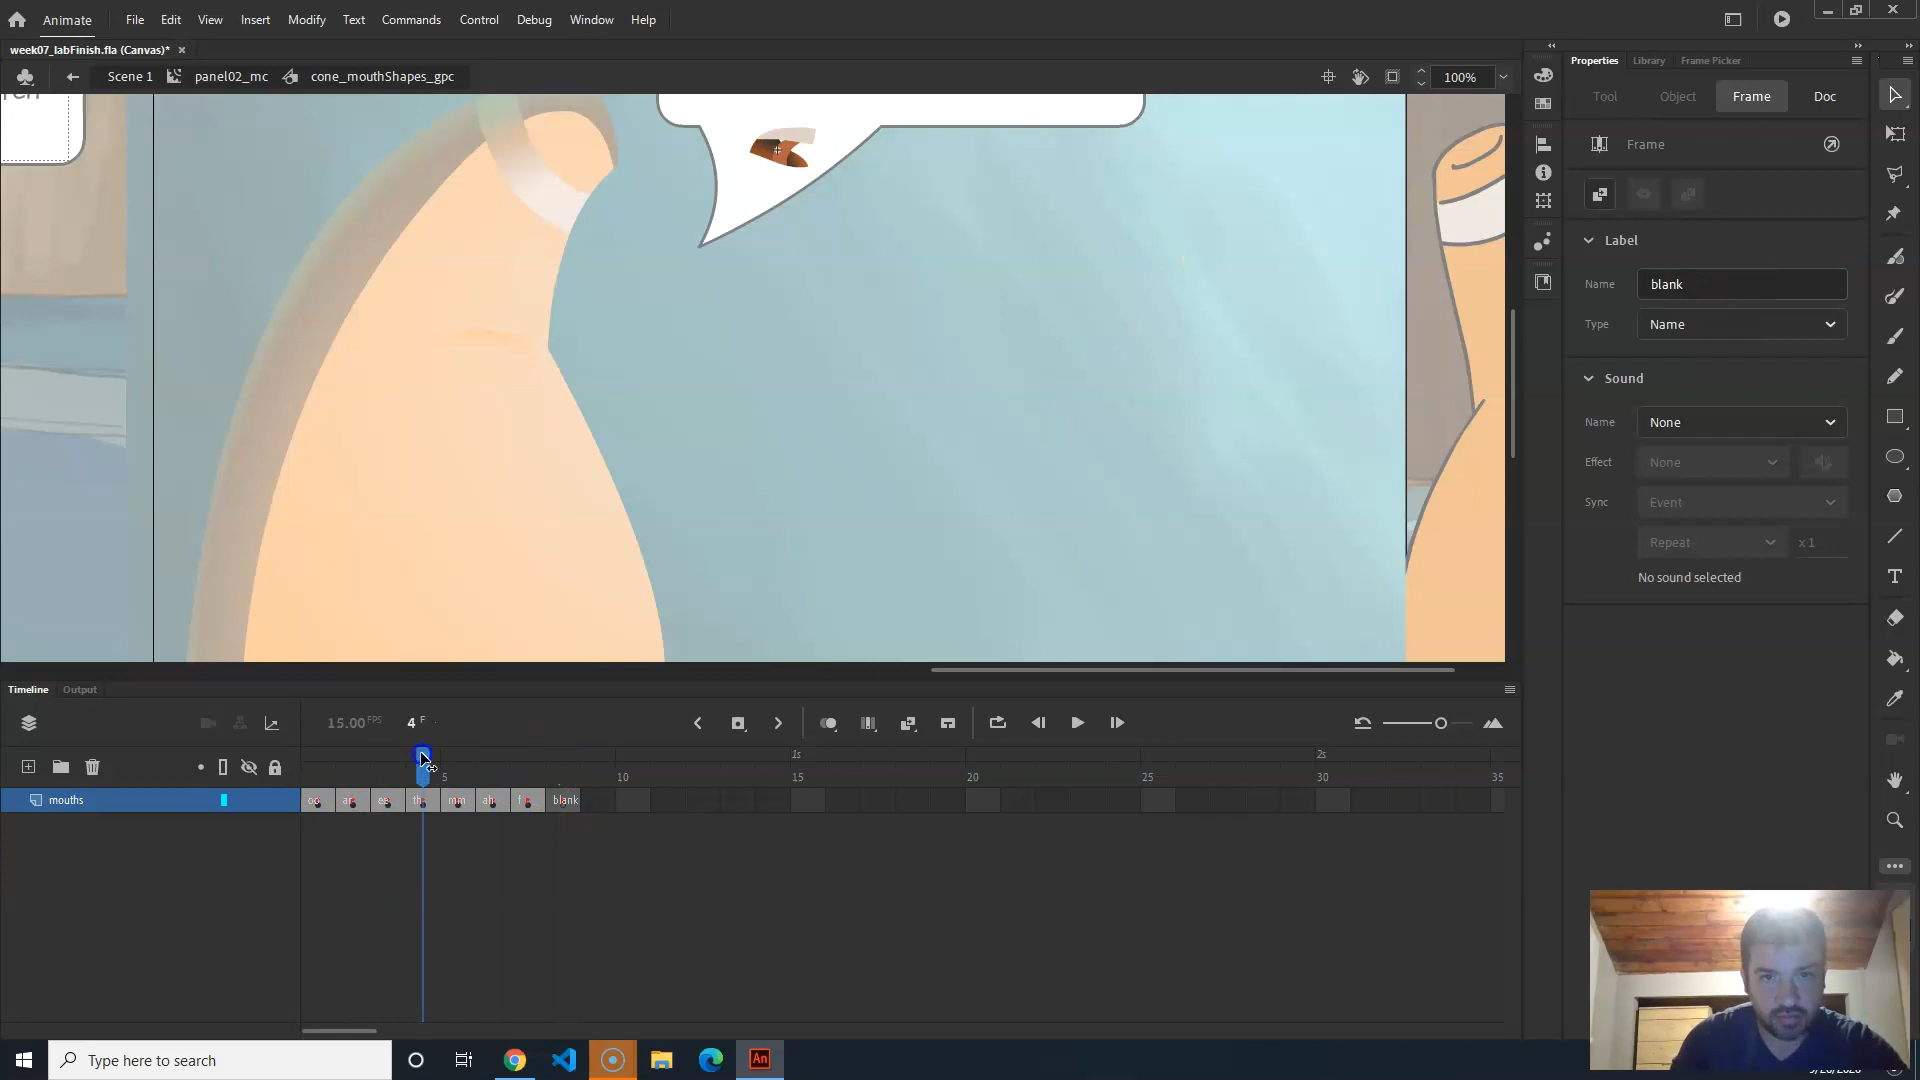 Animate File Edit View Insert Modify Text Commands Control Debug Window Help
week07_labFinish.fla (Canvas)*
Scene 1 panel02_mc cone_mouthShapes_gpc 100%
Properties Library Frame Picker
Tool Object Frame Doc
Frame
Label
Name blank
Type Name
Sound
Name None
Effect None
Sync Event
Repeat x 1
No sound selected
Timeline Output
15.00 FPS 4 F
1s 2s
5 10 15 20 25 30 35
mouths oo ee th mm ah f blank
Type here to search
An